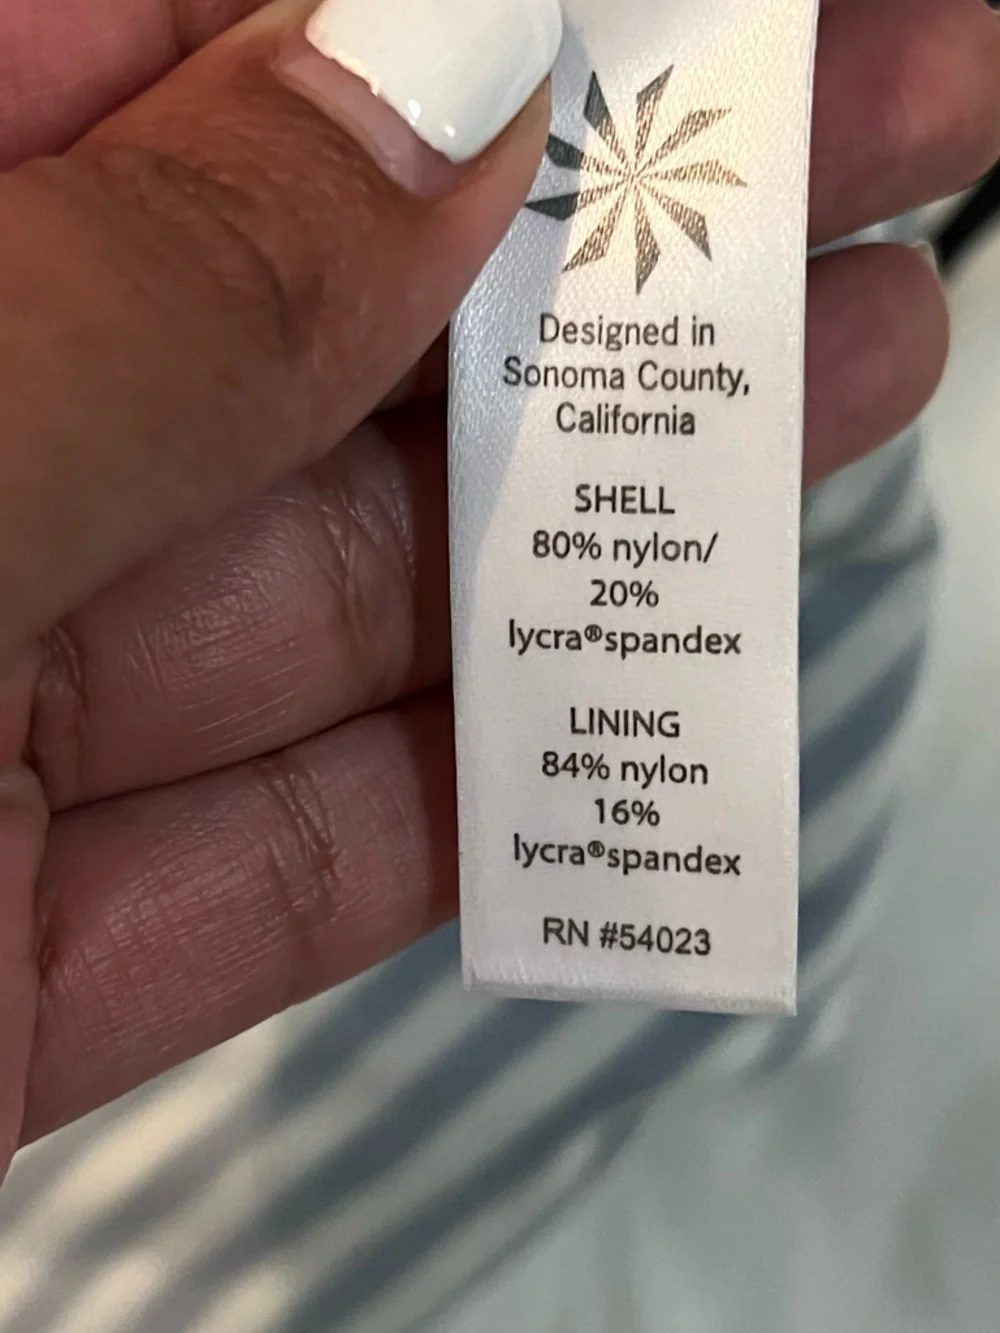 Designed in
Sonoma County,
California
SHELL
80% nylon/
20%
lycra®spandex
LINING
84% nylon
16%
lycra®spandex
RN #54023